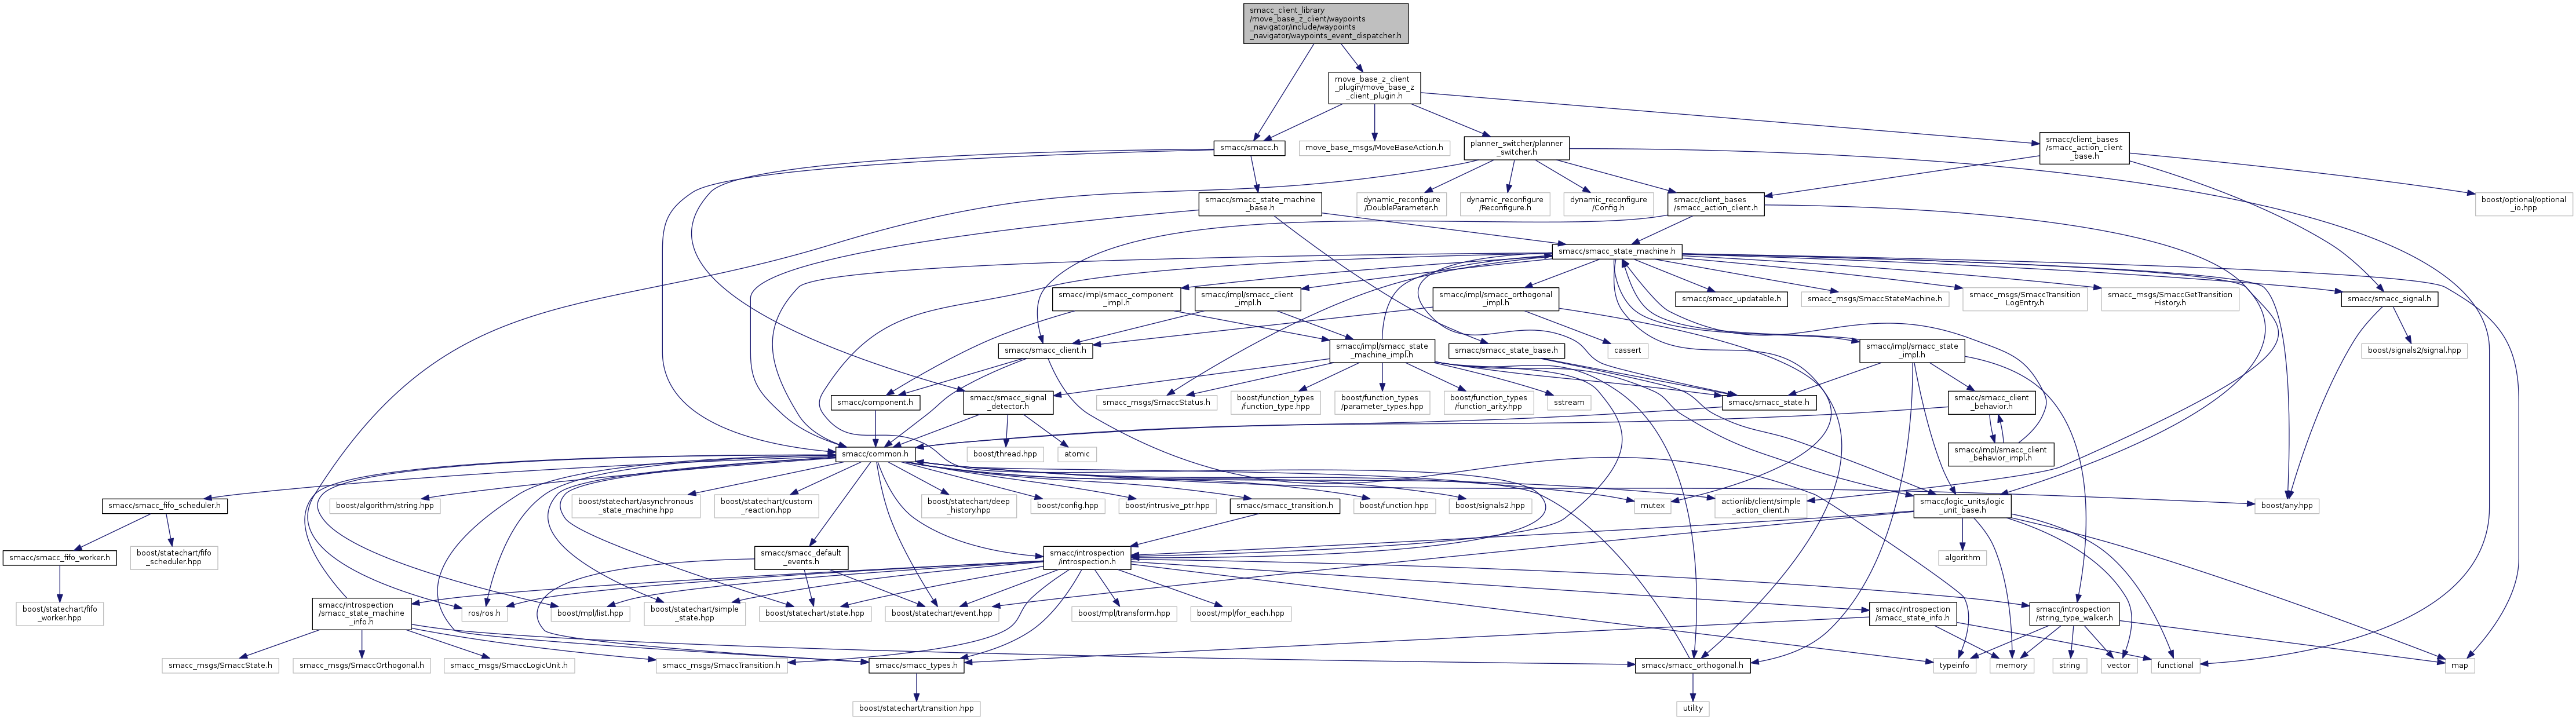 smacc_client_library
/move_base_z_client/waypoints
_navigator/include/waypoints
_navigator/waypoints_event_dispatcher.h
move_base_z_client
_plugin/move_base_z
_client_plugin.h
smacc/smacc.h
move_base_msgs/MoveBaseAction.h
planner_switcher/planner
_switcher.h
smacc/client_bases
/smacc_action_client
_base.h
smacc/smacc_state_machine
_base.h
dynamic_reconfigure
/DoubleParameter.h
dynamic_reconfigure
/Reconfigure.h
dynamic_reconfigure
/Config.h
smacc/client_bases
/smacc_action_client.h
boost/optional/optional
_io.hpp
smacc/smacc_state_machine.h
smacc/impl/smacc_component
_impl.h
smacc/impl/smacc_client
_impl.h
smacc/impl/smacc_orthogonal
_impl.h
smacc/smacc_updatable.h
smacc_msgs/SmaccStateMachine.h
smacc_msgs/SmaccTransition
LogEntry.h
smacc_msgs/SmaccGetTransition
History.h
smacc/smacc_signal.h
smacc/smacc_client.h
smacc/impl/smacc_state
_machine_impl.h
smacc/smacc_state_base.h
cassert
smacc/impl/smacc_state
_impl.h
boost/signals2/signal.hpp
smacc/component.h
smacc/smacc_signal
_detector.h
smacc_msgs/SmaccStatus.h
boost/function_types
/function_type.hpp
boost/function_types
/parameter_types.hpp
boost/function_types
/function_arity.hpp
sstream
smacc/smacc_state.h
smacc/smacc_client
_behavior.h
smacc/common.h
boost/thread.hpp
atomic
smacc/impl/smacc_client
_behavior_impl.h
smacc/smacc_fifo_scheduler.h
boost/algorithm/string.hpp
boost/statechart/asynchronous
_state_machine.hpp
boost/statechart/custom
_reaction.hpp
boost/statechart/deep
_history.hpp
boost/config.hpp
boost/intrusive_ptr.hpp
smacc/smacc_transition.h
boost/function.hpp
boost/signals2.hpp
mutex
actionlib/client/simple
_action_client.h
smacc/logic_units/logic
_unit_base.h
boost/any.hpp
smacc/smacc_fifo_worker.h
boost/statechart/fifo
_scheduler.hpp
smacc/smacc_default
_events.h
smacc/introspection
/introspection.h
algorithm
boost/statechart/fifo
_worker.hpp
smacc/introspection
/smacc_state_machine
_info.h
ros/ros.h
boost/mpl/list.hpp
boost/statechart/simple
_state.hpp
boost/statechart/state.hpp
boost/statechart/event.hpp
boost/mpl/transform.hpp
boost/mpl/for_each.hpp
smacc/introspection
/smacc_state_info.h
smacc/introspection
/string_type_walker.h
smacc_msgs/SmaccState.h
smacc_msgs/SmaccOrthogonal.h
smacc_msgs/SmaccLogicUnit.h
smacc_msgs/SmaccTransition.h
smacc/smacc_types.h
smacc/smacc_orthogonal.h
typeinfo
memory
string
vector
functional
map
boost/statechart/transition.hpp
utility